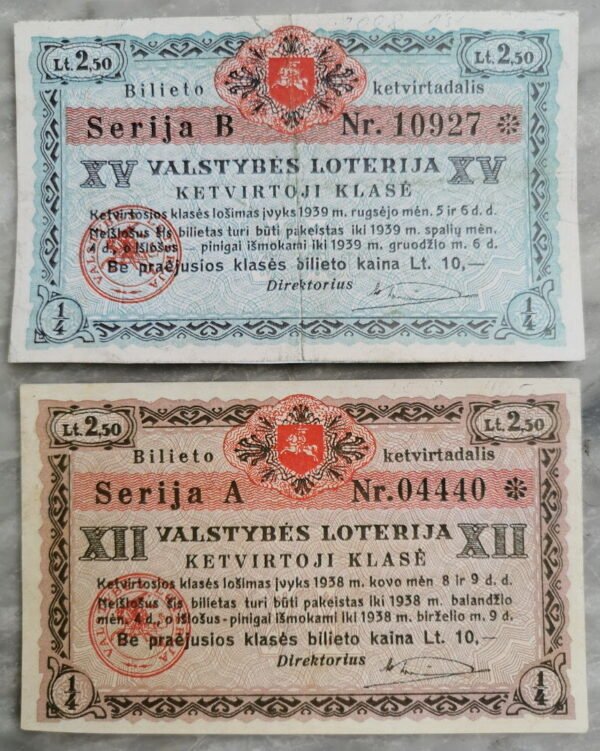 Lt. 2,50 Lt. 2,50
Bilieto ketvirtadalis
Serija B Nr. 10927 ✻
XV VALSTYBĖS LOTERIJA XV
KETVIRTOJI KLASĖ
Ketvirtosios klasės lošimas įvyks 1939 m. rugsėjo mėn. 5 ir 6 d. d.
Neišlošus šis bilietas turi būti pakeistas iki 1939 m. spalių mėn.
d., o išlošus — pinigai išmokami iki 1939 m. gruodžio m. 6 d.
Be praėjusios klasės bilieto kaina Lt. 10,—
Direktorius
1/4 1/4
VALSTYBĖS LOTERIJA
Lt. 2,50 Lt. 2,50
Bilieto ketvirtadalis
Serija A Nr. 04440 ✻
XII VALSTYBĖS LOTERIJA XII
KETVIRTOJI KLASĖ
Ketvirtosios klasės lošimas įvyks 1938 m. kovo mėn 8 ir 9 d. d.
Neišlošus šis bilietas turi būti pakeistas iki 1938 m. balandžio
mėn. 4 d., o išlošus - pinigai išmokami iki 1938 m. birželio m. 9 d.
Be praėjusios klasės bilieto kaina Lt. 10,—
Direktorius
1/4 1/4
VALSTYBĖS LOTERIJA